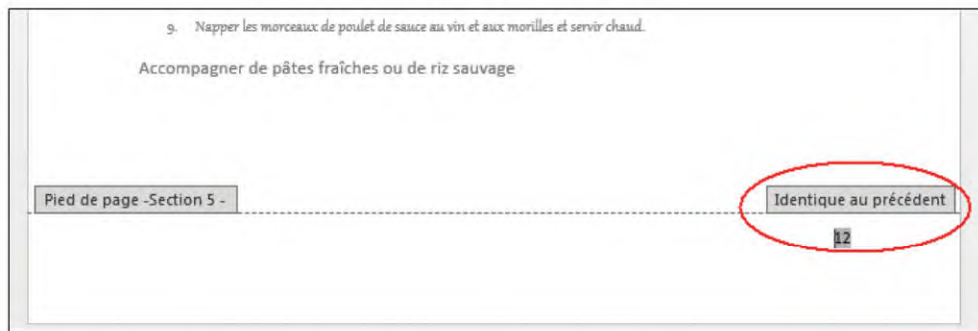 9. Napper les morceaux de poulet de sauce au vin et aux morilles et servir chaud.
Accompagner de pâtes fraîches ou de riz sauvage
Pied de page -Section 5 -
Identique au précédent
12